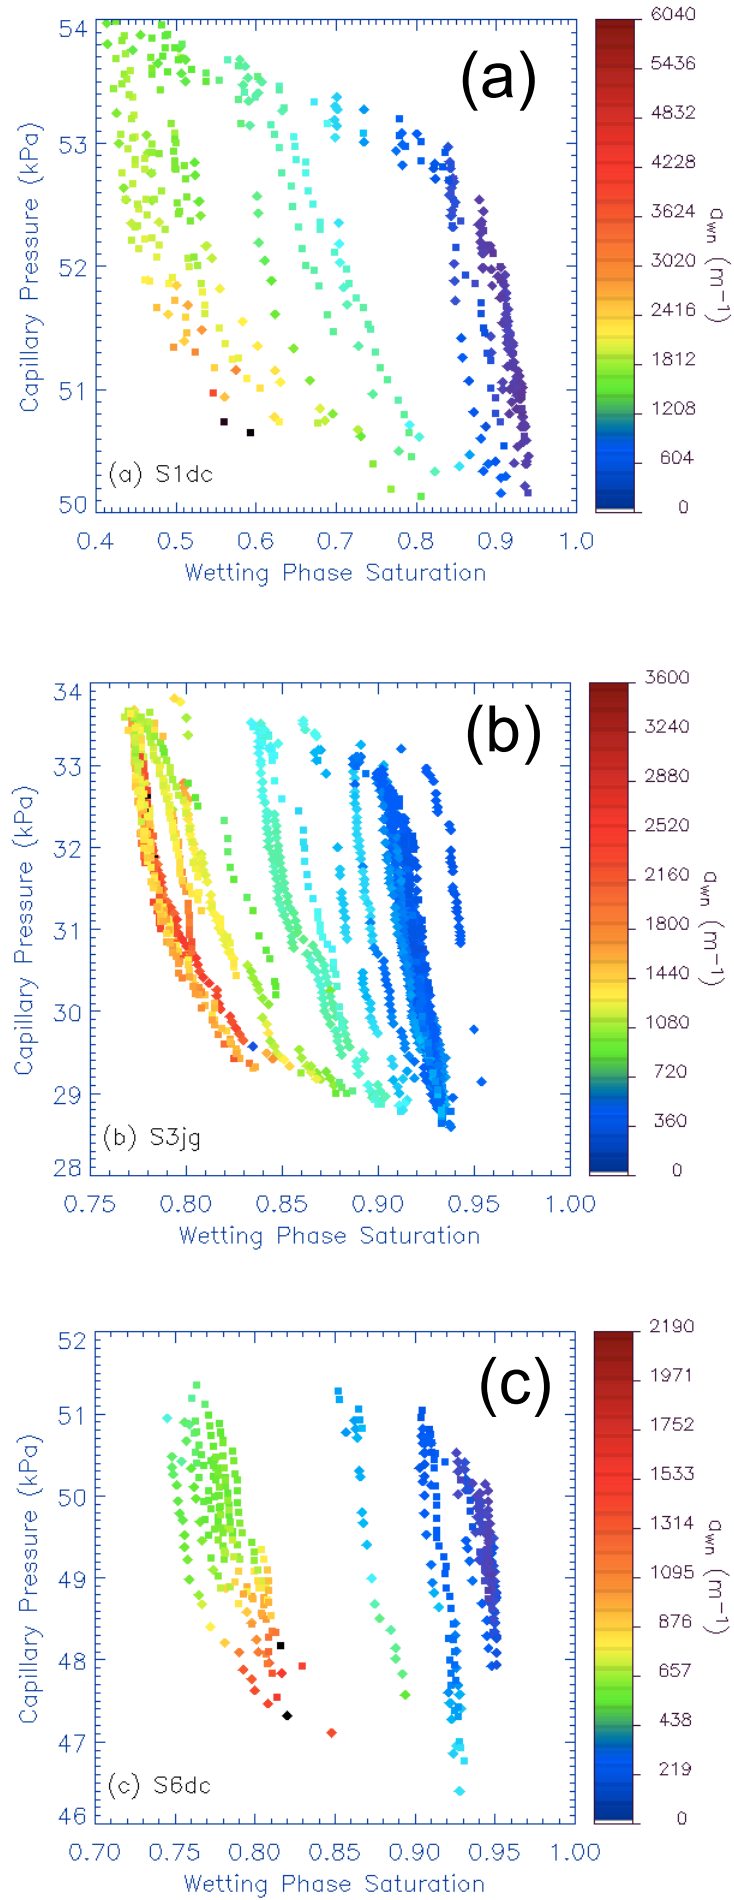 54
53
52
51
50
Capillary Pressure (kPa)
(a)
(a) S1dc
0.4 0.5 0.6 0.7 0.8 0.9 1.0
Wetting Phase Saturation
6040
5436
4832
4228
3624
3020
2416
1812
1208
604
0
awn (m−1)
34
33
32
31
30
29
28
Capillary Pressure (kPa)
(b)
(b) S3jg
0.75 0.80 0.85 0.90 0.95 1.00
Wetting Phase Saturation
3600
3240
2880
2520
2160
1800
1440
1080
720
360
0
awn (m−1)
52
51
50
49
48
47
46
Capillary Pressure (kPa)
(c)
(c) S6dc
0.70 0.75 0.80 0.85 0.90 0.95 1.00
Wetting Phase Saturation
2190
1971
1752
1533
1314
1095
876
657
438
219
0
awn (m−1)